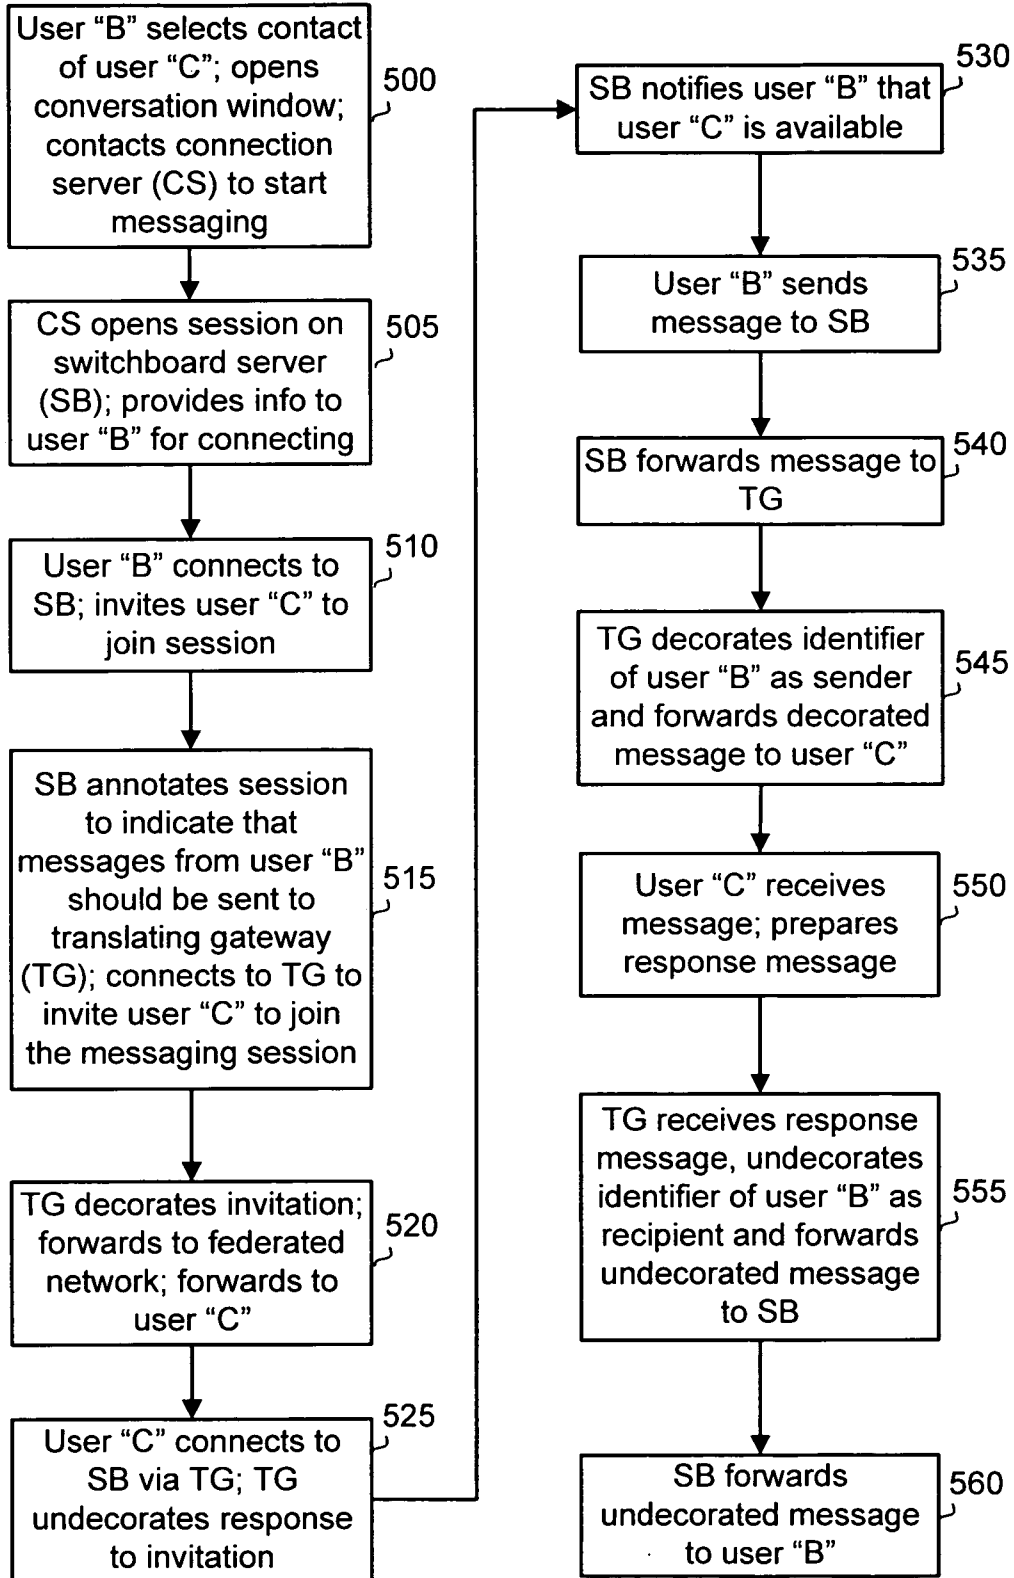 User “B” selects contact
of user “C”; opens
conversation window;
contacts connection
server (CS) to start
messaging
500
CS opens session on
switchboard server
(SB); provides info to
user “B” for connecting
505
User “B” connects to
SB; invites user “C” to
join session
510
SB annotates session
to indicate that
messages from user “B”
should be sent to
translating gateway
(TG); connects to TG to
invite user “C” to join
the messaging session
515
TG decorates invitation;
forwards to federated
network; forwards to
user “C”
520
User “C” connects to
SB via TG; TG
undecorates response
to invitation
525
SB notifies user “B” that
user “C” is available
530
User “B” sends
message to SB
535
SB forwards message to
TG
540
TG decorates identifier
of user “B” as sender
and forwards decorated
message to user “C”
545
User “C” receives
message; prepares
response message
550
TG receives response
message, undecorates
identifier of user “B” as
recipient and forwards
undecorated message
to SB
555
SB forwards
undecorated message
to user “B”
560